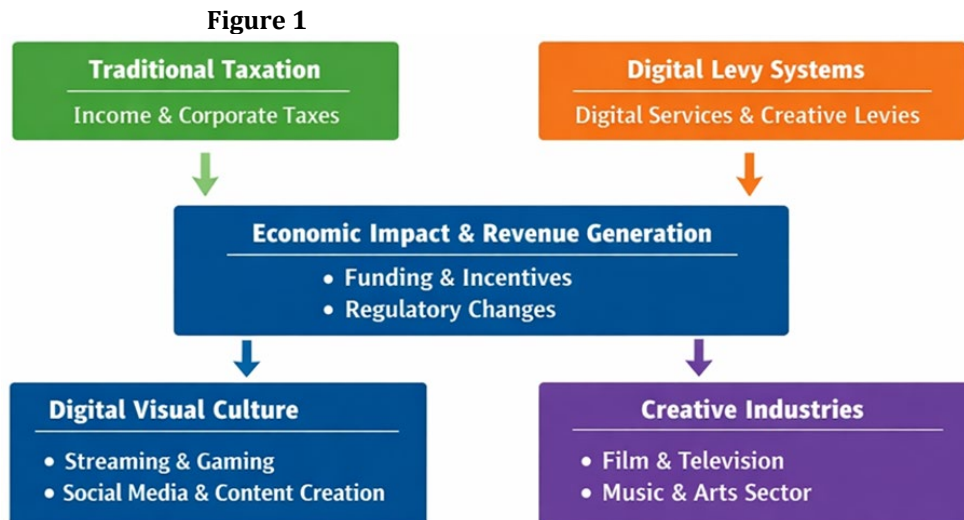 Figure 1
Traditional Taxation
Income & Corporate Taxes
Digital Levy Systems
Digital Services & Creative Levies
Economic Impact & Revenue Generation
• Funding & Incentives
• Regulatory Changes
Digital Visual Culture
• Streaming & Gaming
• Social Media & Content Creation
Creative Industries
• Film & Television
• Music & Arts Sector